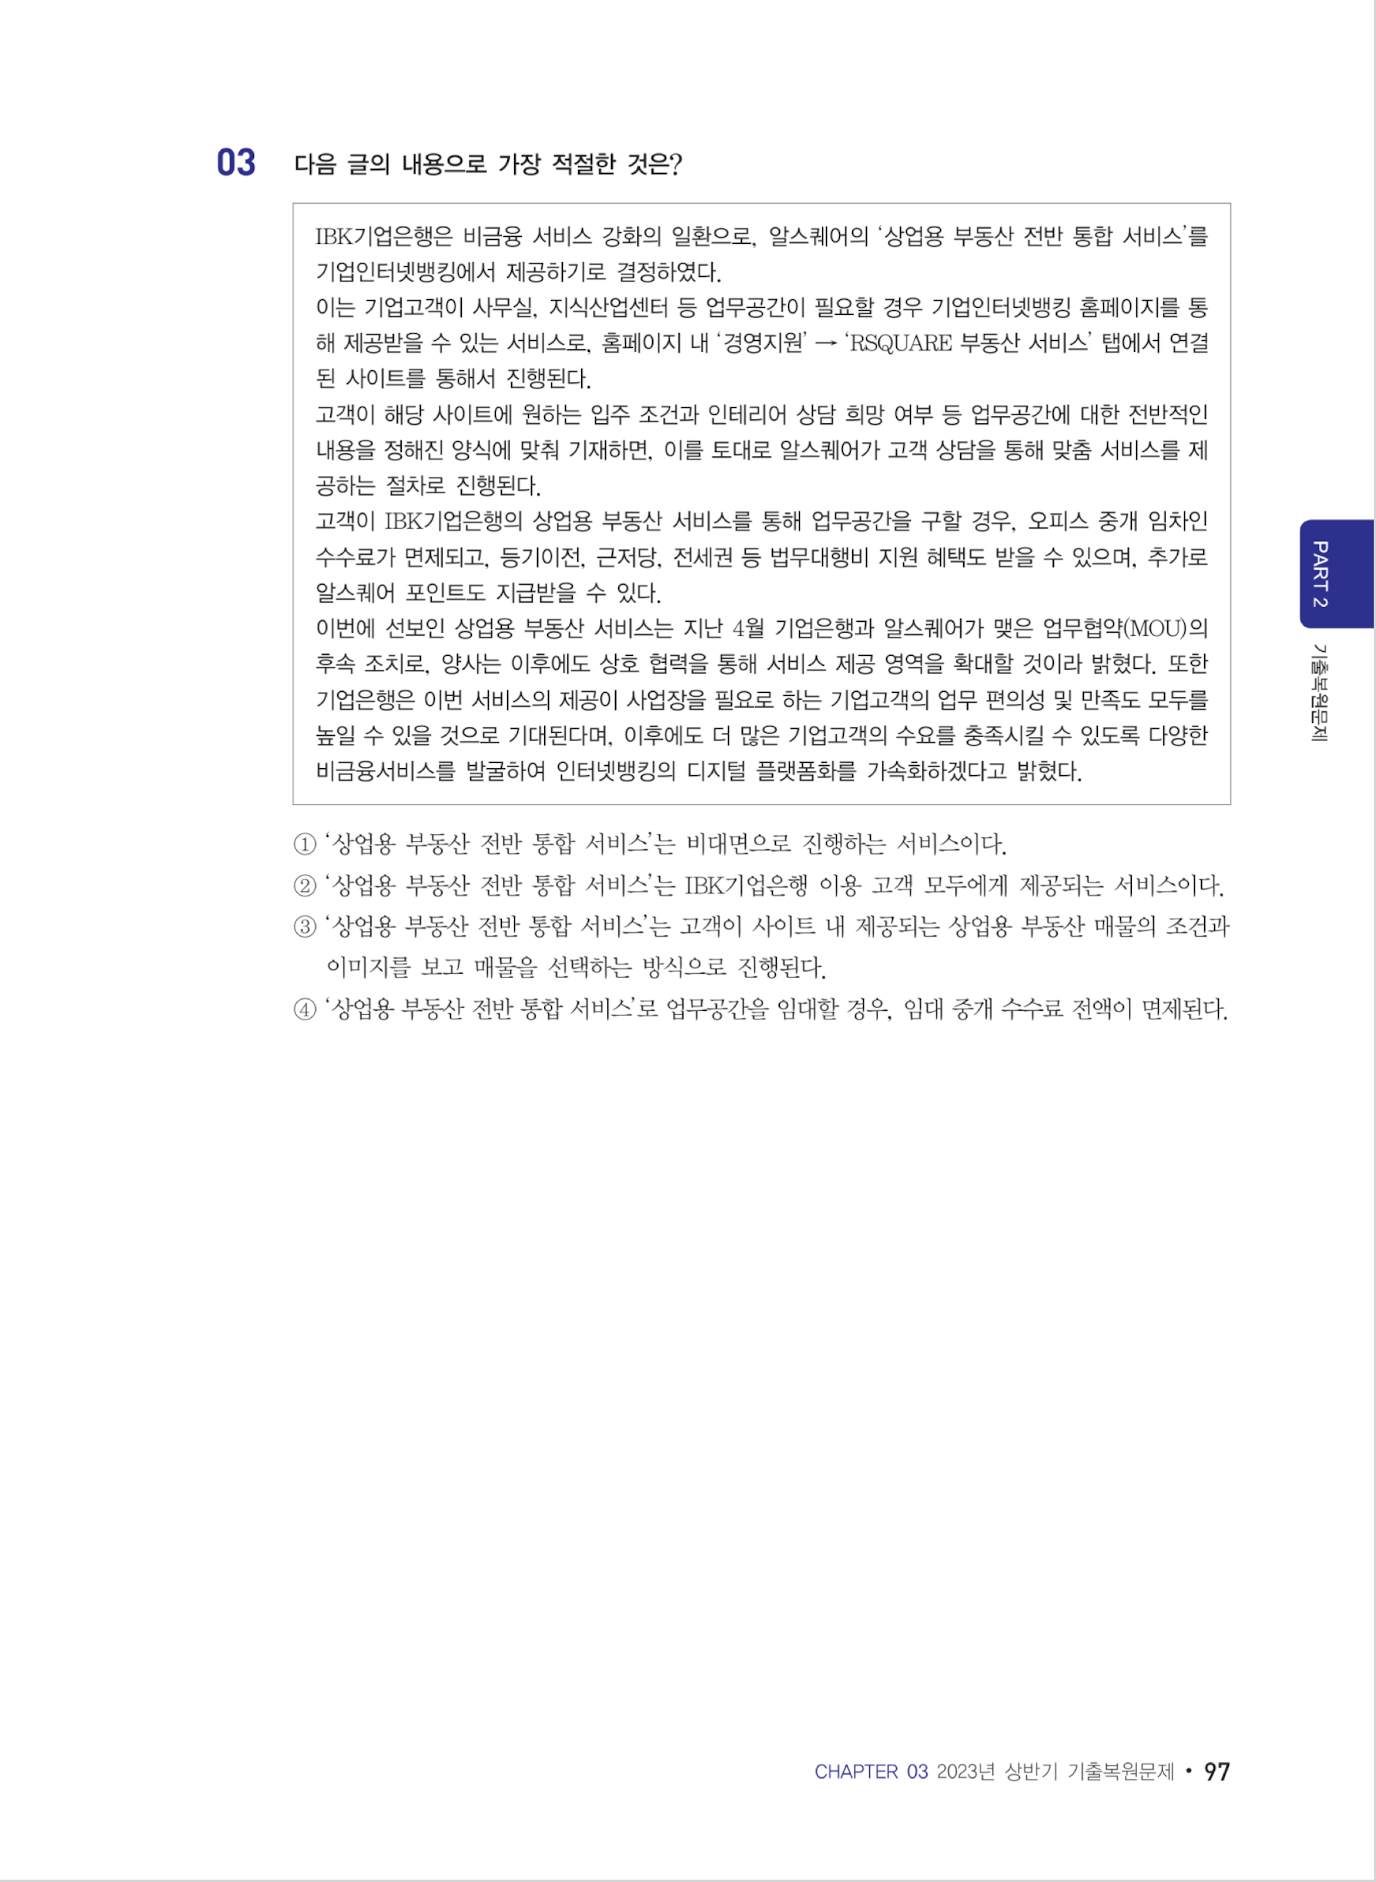 03 다음 글의 내용으로 가장 적절한 것은?
IBK기업은행은 비금융 서비스 강화의 일환으로, 알스퀘어의 ‘상업용 부동산 전반 통합 서비스’를
기업인터넷뱅킹에서 제공하기로 결정하였다.
이는 기업고객이 사무실, 지식산업센터 등 업무공간이 필요할 경우 기업인터넷뱅킹 홈페이지를 통
해 제공받을 수 있는 서비스로, 홈페이지 내 ‘경영지원’ → ‘RSQUARE 부동산 서비스’ 탭에서 연결
된 사이트를 통해서 진행된다.
고객이 해당 사이트에 원하는 입주 조건과 인테리어 상담 희망 여부 등 업무공간에 대한 전반적인
내용을 정해진 양식에 맞춰 기재하면, 이를 토대로 알스퀘어가 고객 상담을 통해 맞춤 서비스를 제
공하는 절차로 진행된다.
고객이 IBK기업은행의 상업용 부동산 서비스를 통해 업무공간을 구할 경우, 오피스 중개 임차인
수수료가 면제되고, 등기이전, 근저당, 전세권 등 법무대행비 지원 혜택도 받을 수 있으며, 추가로
알스퀘어 포인트도 지급받을 수 있다.
이번에 선보인 상업용 부동산 서비스는 지난 4월 기업은행과 알스퀘어가 맺은 업무협약(MOU)의
후속 조치로, 양사는 이후에도 상호 협력을 통해 서비스 제공 영역을 확대할 것이라 밝혔다. 또한
기업은행은 이번 서비스의 제공이 사업장을 필요로 하는 기업고객의 업무 편의성 및 만족도 모두를
높일 수 있을 것으로 기대된다며, 이후에도 더 많은 기업고객의 수요를 충족시킬 수 있도록 다양한
비금융서비스를 발굴하여 인터넷뱅킹의 디지털 플랫폼화를 가속화하겠다고 밝혔다.
① ‘상업용 부동산 전반 통합 서비스’는 비대면으로 진행하는 서비스이다.
② ‘상업용 부동산 전반 통합 서비스’는 IBK기업은행 이용 고객 모두에게 제공되는 서비스이다.
③ ‘상업용 부동산 전반 통합 서비스’는 고객이 사이트 내 제공되는 상업용 부동산 매물의 조건과
이미지를 보고 매물을 선택하는 방식으로 진행된다.
④ ‘상업용 부동산 전반 통합 서비스’로 업무공간을 임대할 경우, 임대 중개 수수료 전액이 면제된다.
PART 2
기출복원문제
CHAPTER 03 2023년 상반기 기출복원문제 • 97